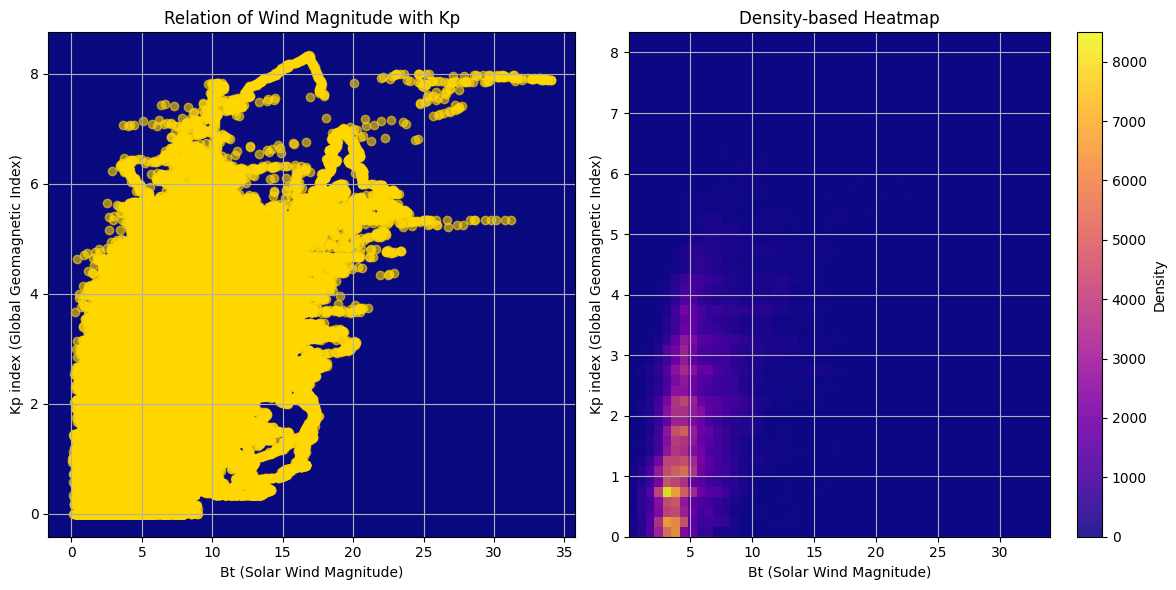 Relation of Wind Magnitude with Kp
Kp index (Global Geomagnetic Index)
8
6
4
2
0
0 5 10 15 20 25 30 35
Bt (Solar Wind Magnitude)
Density-based Heatmap
Kp index (Global Geomagnetic Index)
8
7
6
5
4
3
2
1
0
5 10 15 20 25 30
Bt (Solar Wind Magnitude)
8000
7000
6000
5000
4000
3000
2000
1000
0
Density